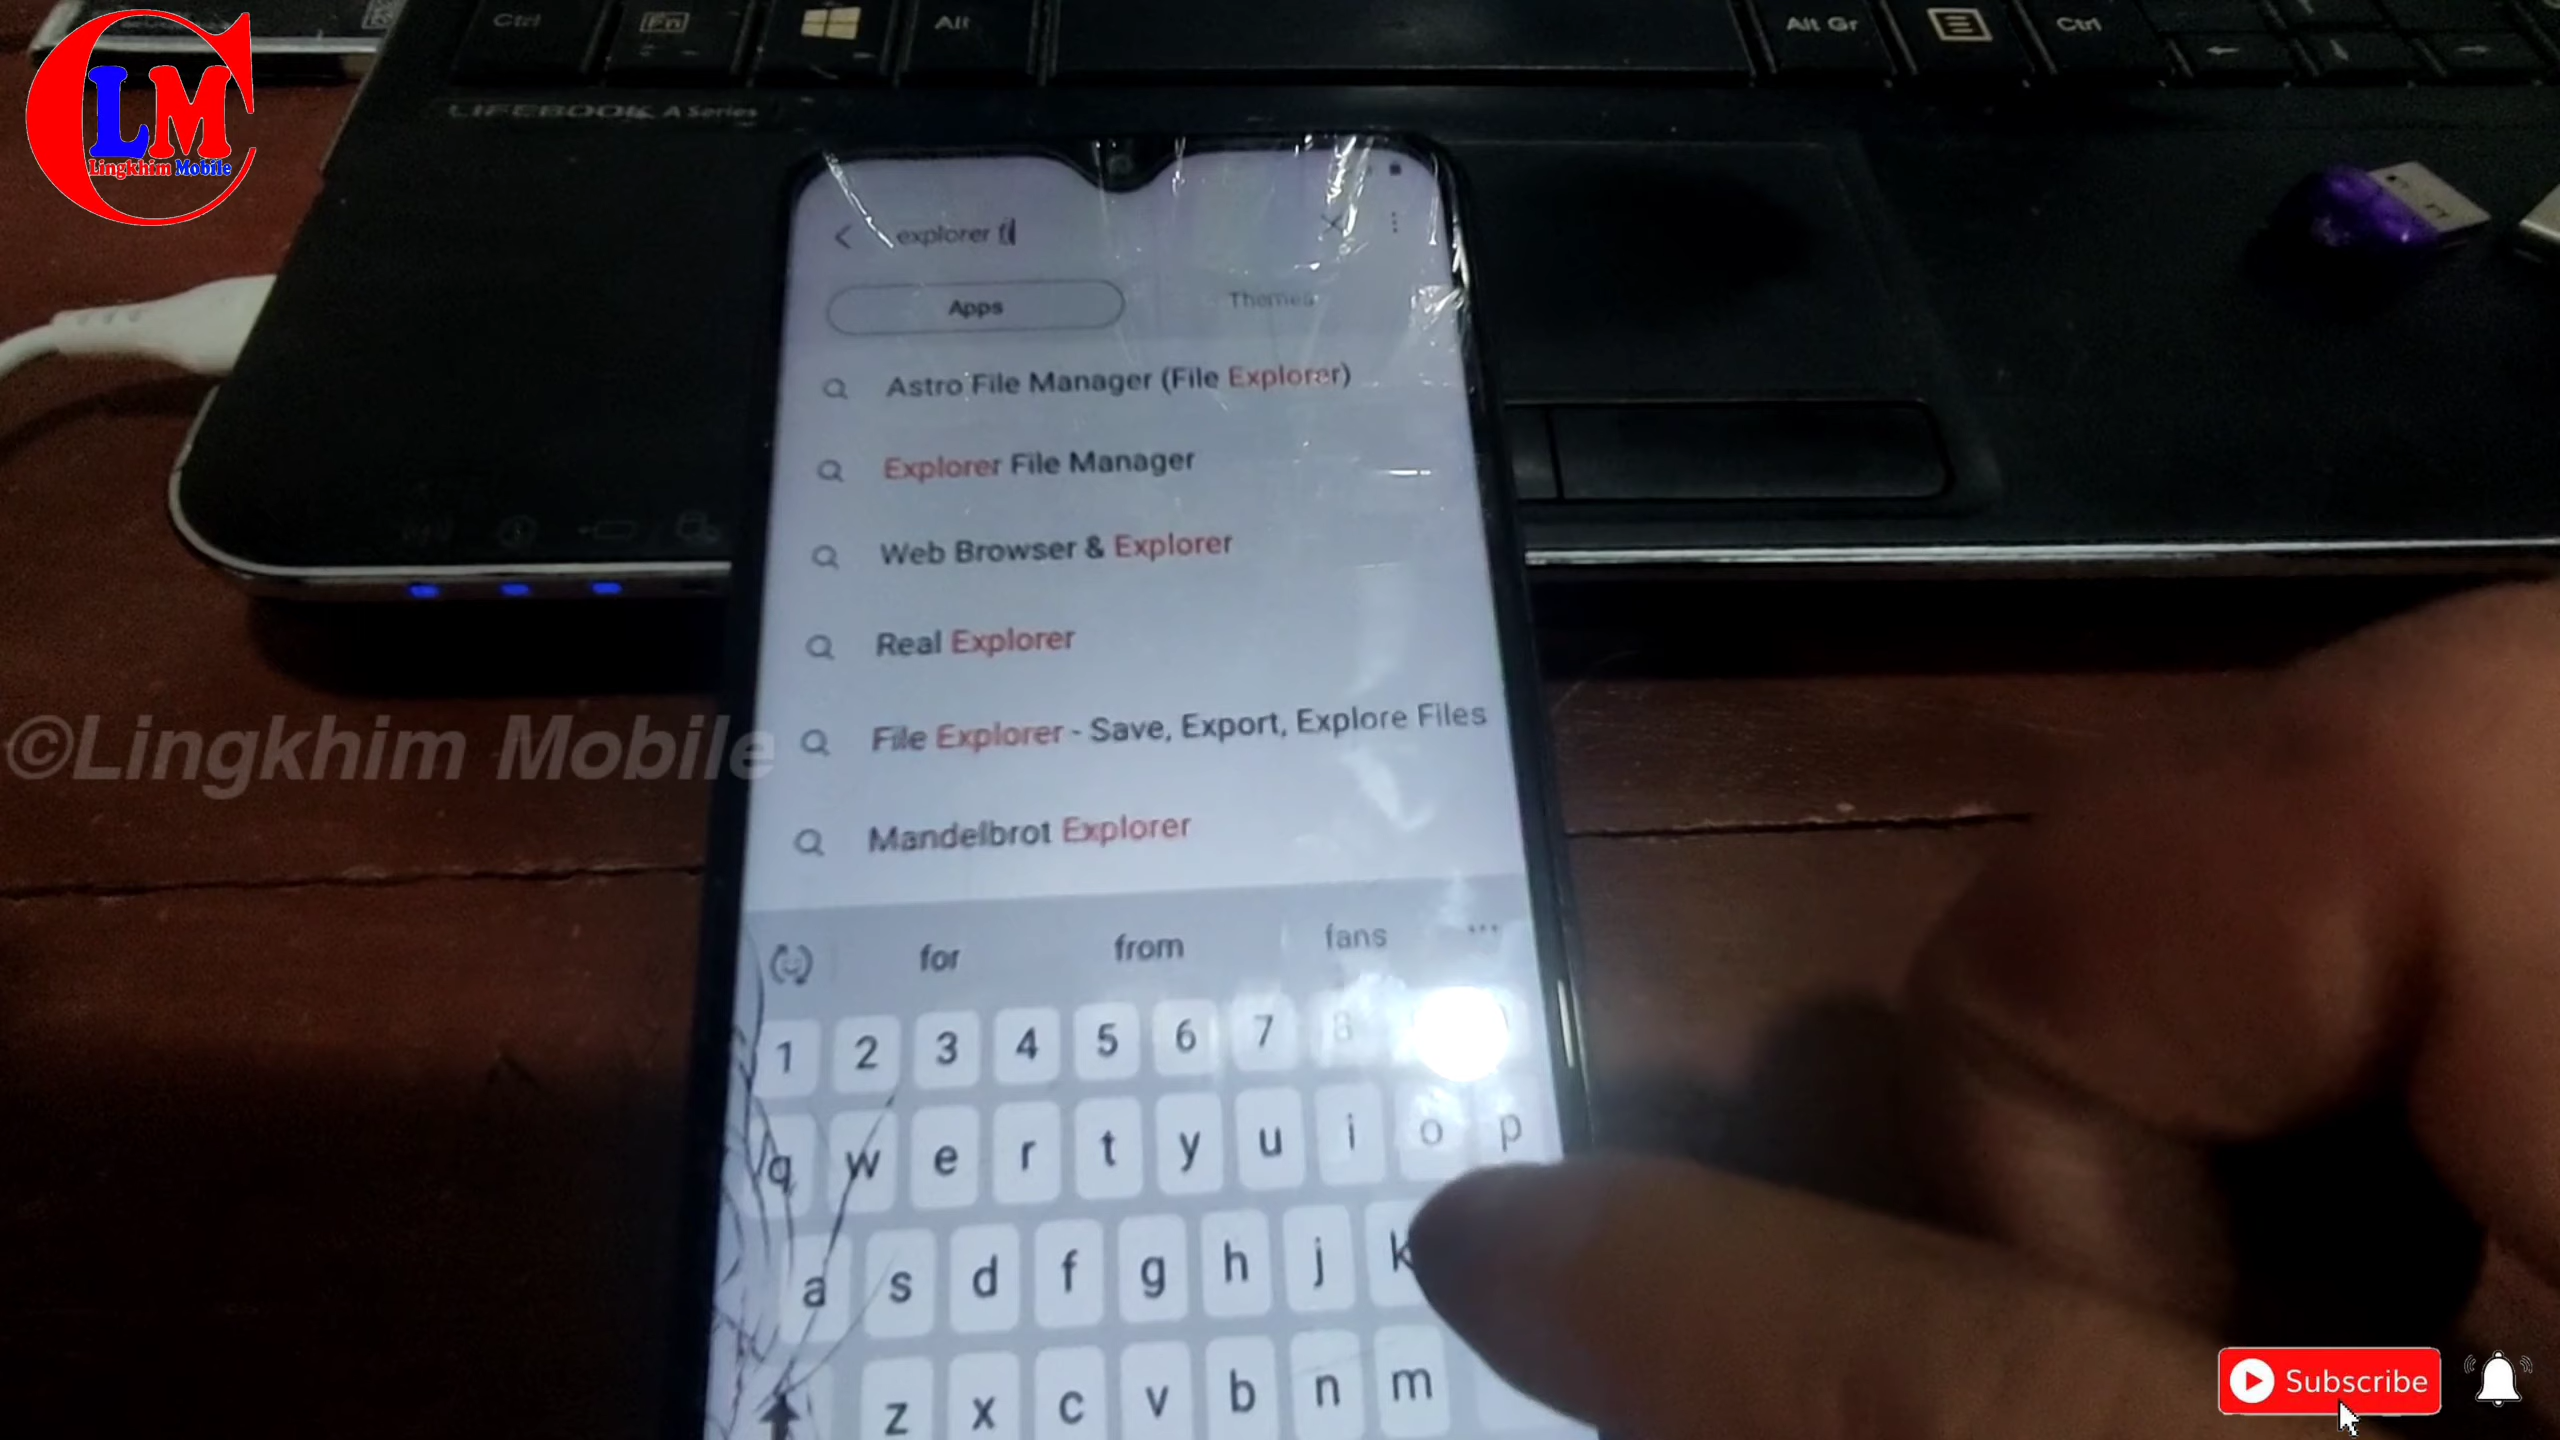 Ctrl
Fn
Alt
Alt Gr
Ctrl
LM
Lingkhim Mobile
LIFEBOOK A Series
explorer f
Apps
Themes
Astro File Manager (File Explorer)
Explorer File Manager
Web Browser & Explorer
Real Explorer
File Explorer - Save, Export, Explore Files
Mandelbrot Explorer
©Lingkhim Mobile
for from fans ...
1 2 3 4 5 6 7 8
q w e r t y u i o p
a s d f g h j k
z x c v b n m
Subscribe